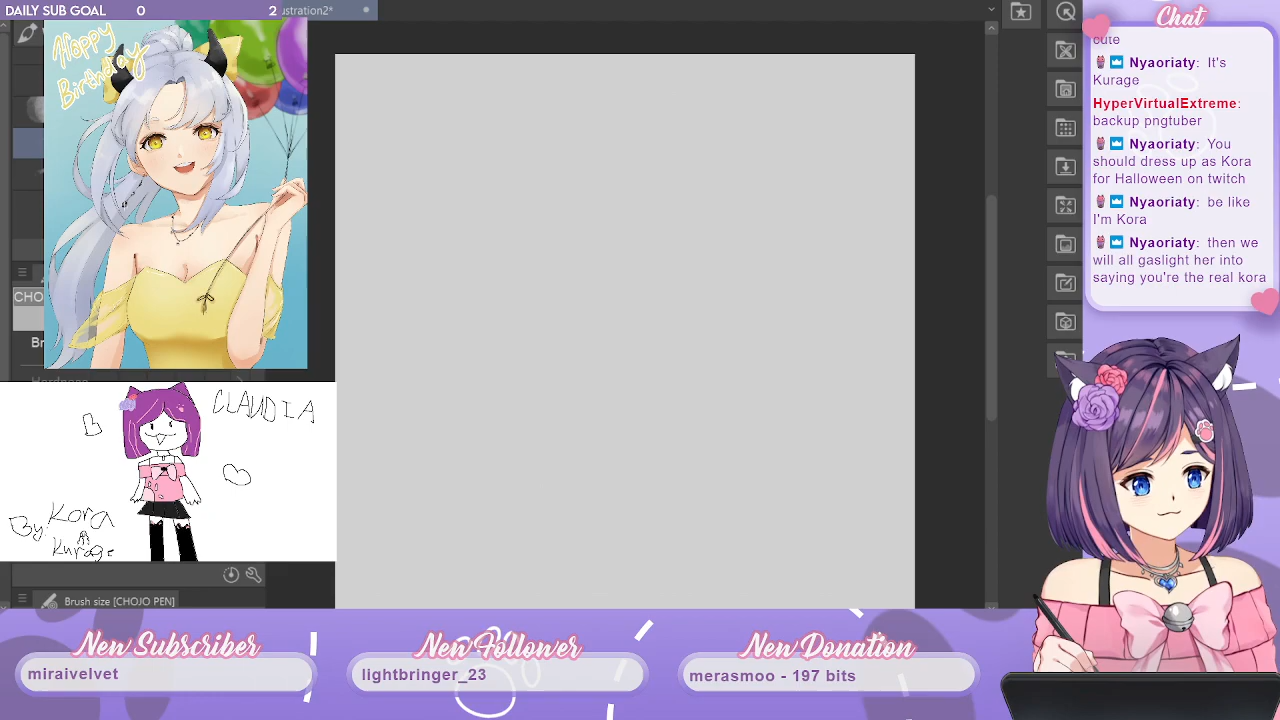 DAILY SUB GOAL 0 2
ustration2*
Happy
Birthday
CHOJO
Br
Hardness
CLAUDIA
By:
Kora
Kurage
Brush size [CHOJO PEN]
Chat
cute
Nyaoriaty: It's
Kurage
HyperVirtualExtreme:
backup pngtuber
Nyaoriaty: You
should dress up as Kora
for Halloween on twitch
Nyaoriaty: be like
I'm Kora
Nyaoriaty: then we
will all gaslight her into
saying you're the real kora
New Subscriber
miraivelvet
New Follower
lightbringer_23
New Donation
merasmoo - 197 bits